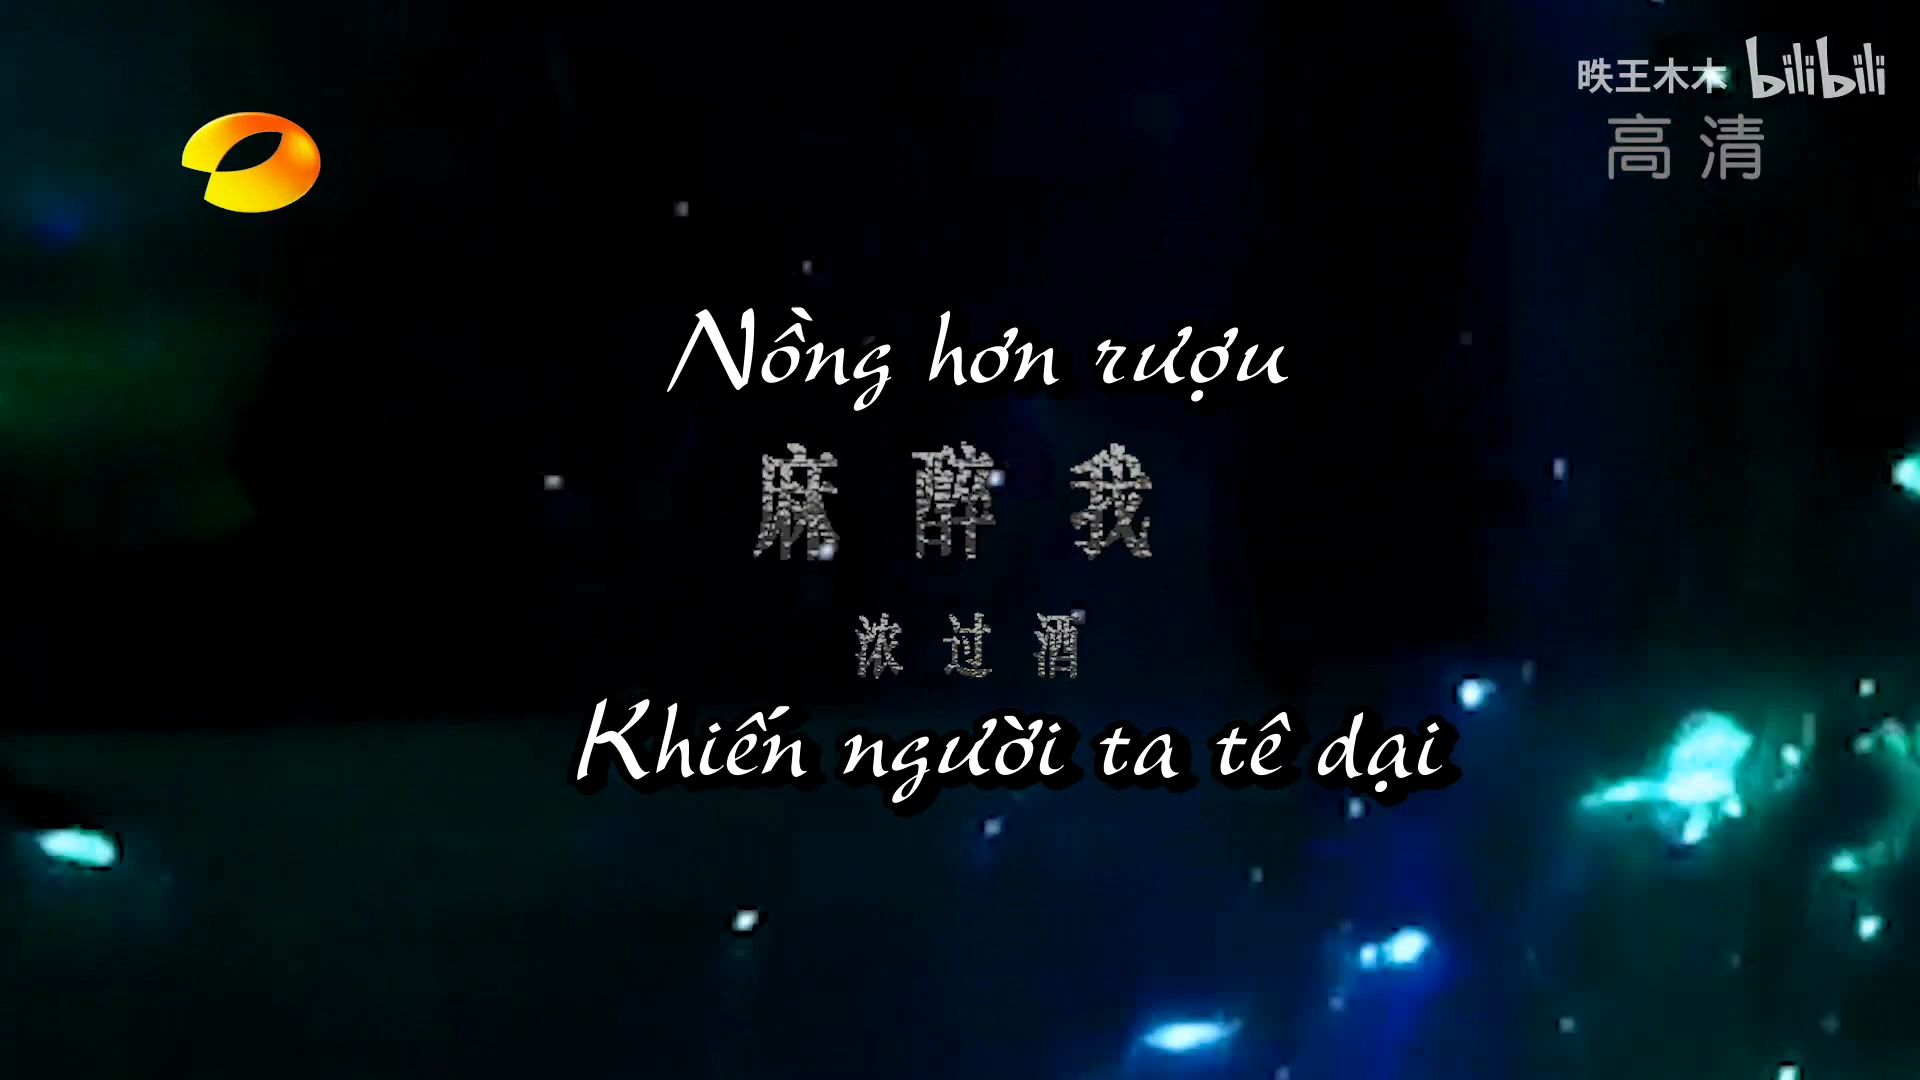 昳王木木 bilibili
高清
Nồng hơn rượu
麻醉我
浓过酒
Khiến người ta tê dại